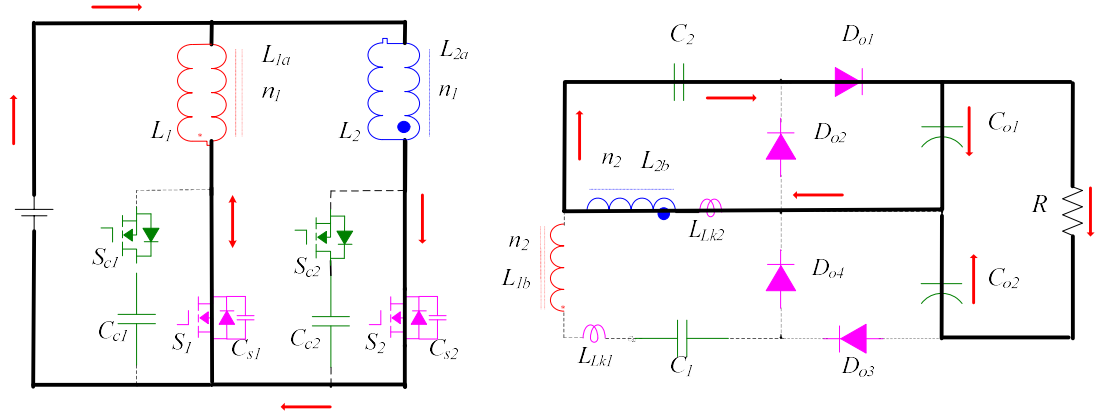 L1a
n1
L1
L2a
n1
L2
Sc1
Cc1
S1
Cs1
Sc2
Cc2
S2
Cs2
C2
Do1
Do2
Co1
n2 L2b
LLk2
R
n2
L1b
Do4
Co2
LLk1
C1
Do3